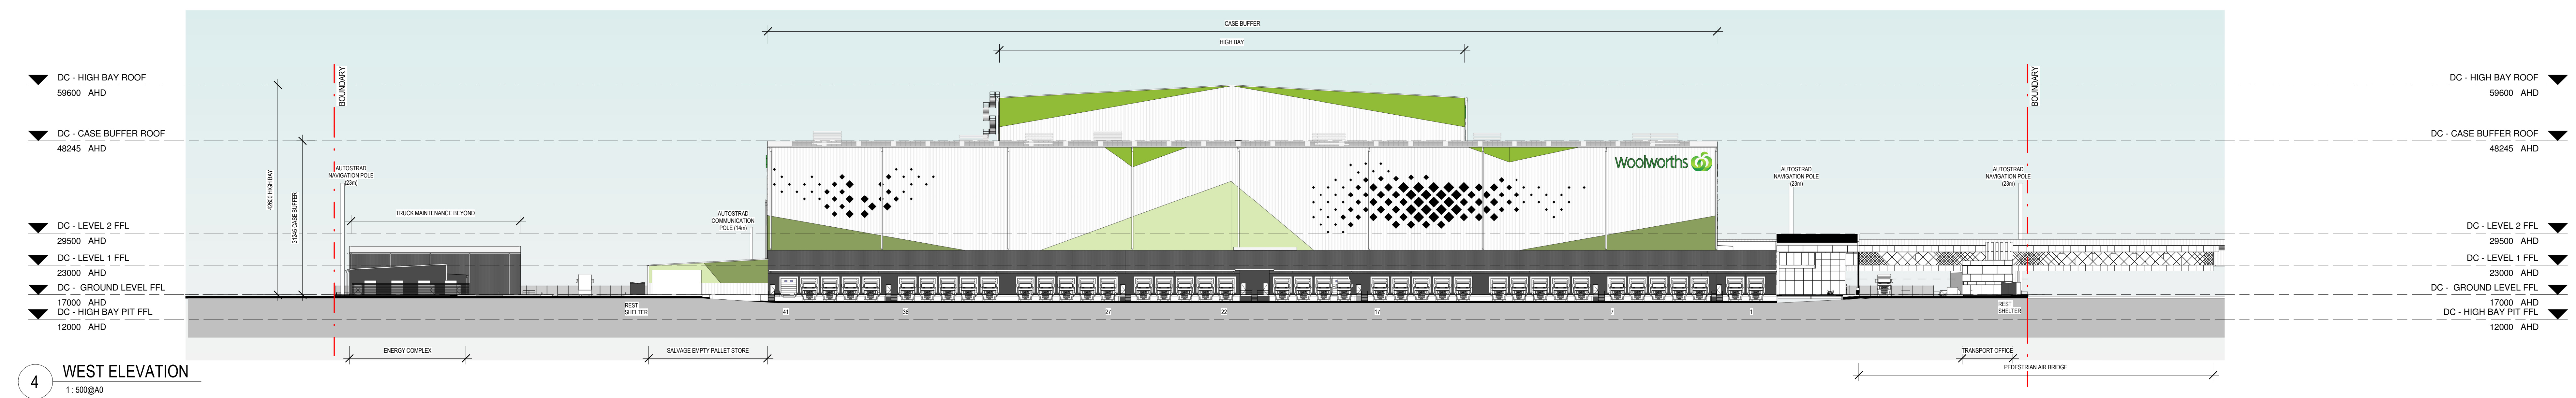 CASE BUFFER
HIGH BAY
DC - HIGH BAY ROOF
59600 AHD
DC - CASE BUFFER ROOF
48245 AHD
DC - LEVEL 2 FFL
29500 AHD
DC - LEVEL 1 FFL
23000 AHD
DC - GROUND LEVEL FFL
17000 AHD
DC - HIGH BAY PIT FFL
12000 AHD
BOUNDARY
42600 HIGH BAY
31245 CASE BUFFER
AUTOSTRAD
NAVIGATION POLE
(23m)
TRUCK MAINTENANCE BEYOND
AUTOSTRAD
COMMUNICATION
POLE (14m)
Woolworths
AUTOSTRAD
NAVIGATION POLE
(23m)
AUTOSTRAD
NAVIGATION POLE
(23m)
BOUNDARY
DC - HIGH BAY ROOF
59600 AHD
DC - CASE BUFFER ROOF
48245 AHD
DC - LEVEL 2 FFL
29500 AHD
DC - LEVEL 1 FFL
23000 AHD
DC - GROUND LEVEL FFL
17000 AHD
DC - HIGH BAY PIT FFL
12000 AHD
REST
SHELTER
41
36
27
22
17
7
1
REST
SHELTER
ENERGY COMPLEX
SALVAGE EMPTY PALLET STORE
TRANSPORT OFFICE
PEDESTRIAN AIR BRIDGE
4
WEST ELEVATION
1 : 500@A0